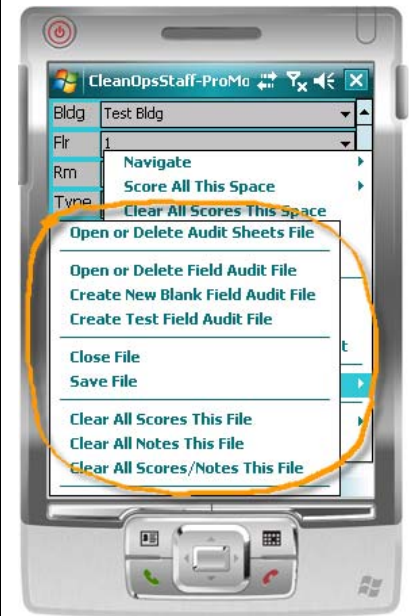 CleanOpsStaff-ProMo
Bldg Test Bldg
Flr 1
Rm
Type
Navigate
Score All This Space
Clear All Scores This Space
Open or Delete Audit Sheets File
Open or Delete Field Audit File
Create New Blank Field Audit File
Create Test Field Audit File
Close File
Save File
Clear All Scores This File
Clear All Notes This File
Clear All Scores/Notes This File